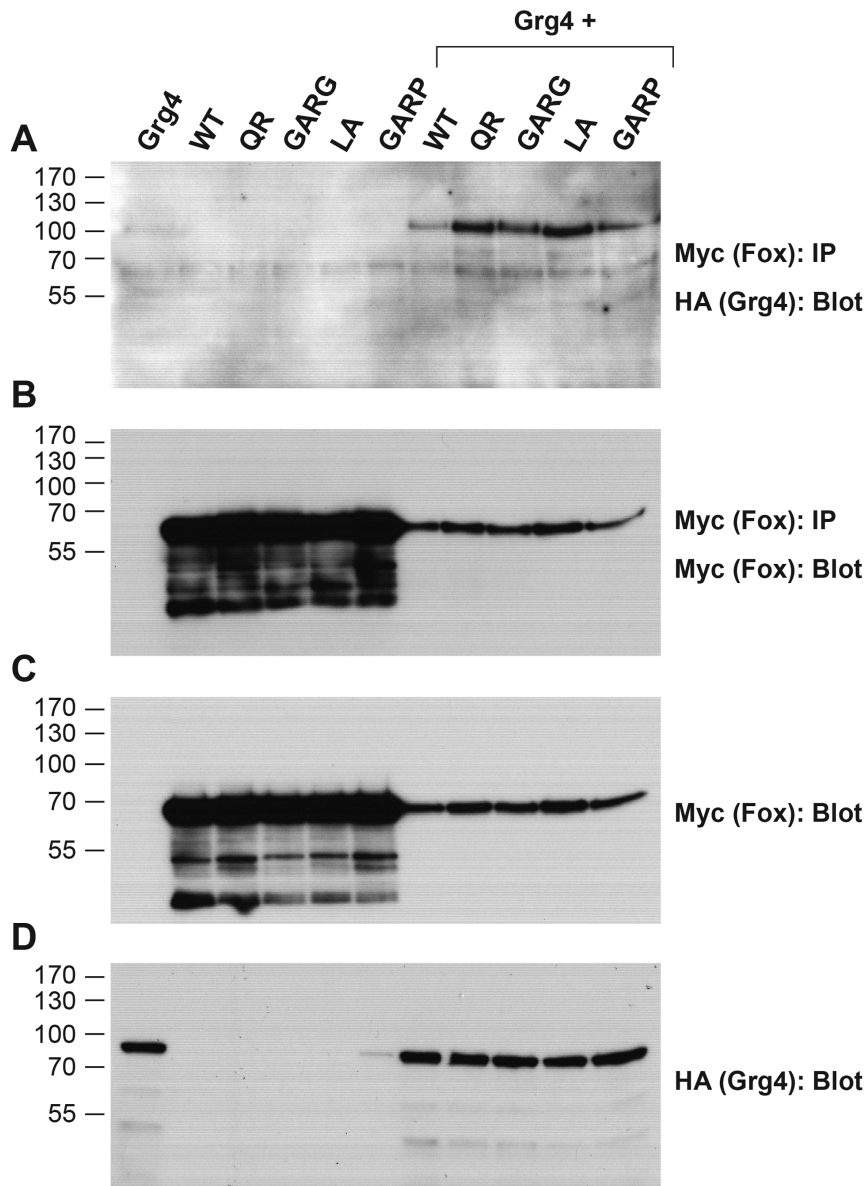 Grg4 +
Grg4 WT QR GARG LA GARP WT QR GARG LA GARP
A
170
130
100
70
55
Myc (Fox): IP
HA (Grg4): Blot
B
170
130
100
70
55
Myc (Fox): IP
Myc (Fox): Blot
C
170
130
100
70
55
Myc (Fox): Blot
D
170
130
100
70
55
HA (Grg4): Blot